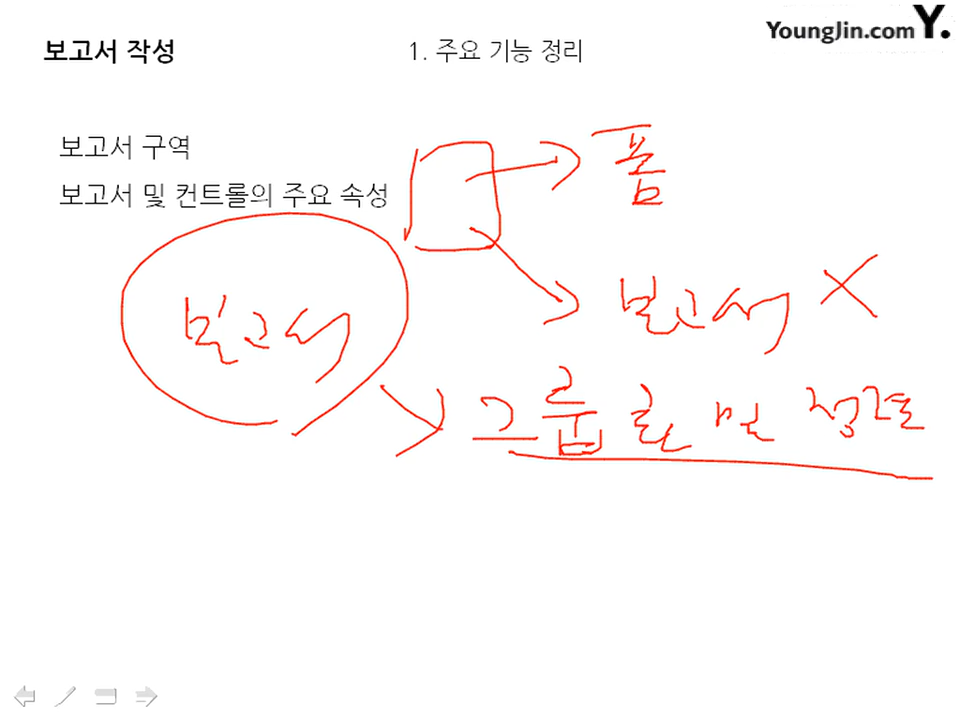 YoungJin.com Y.
보고서 작성
1. 주요 기능 정리
보고서 구역
보고서 및 컨트롤의 주요 속성
폼
보고서 X
보고서
그룹화 및 정렬